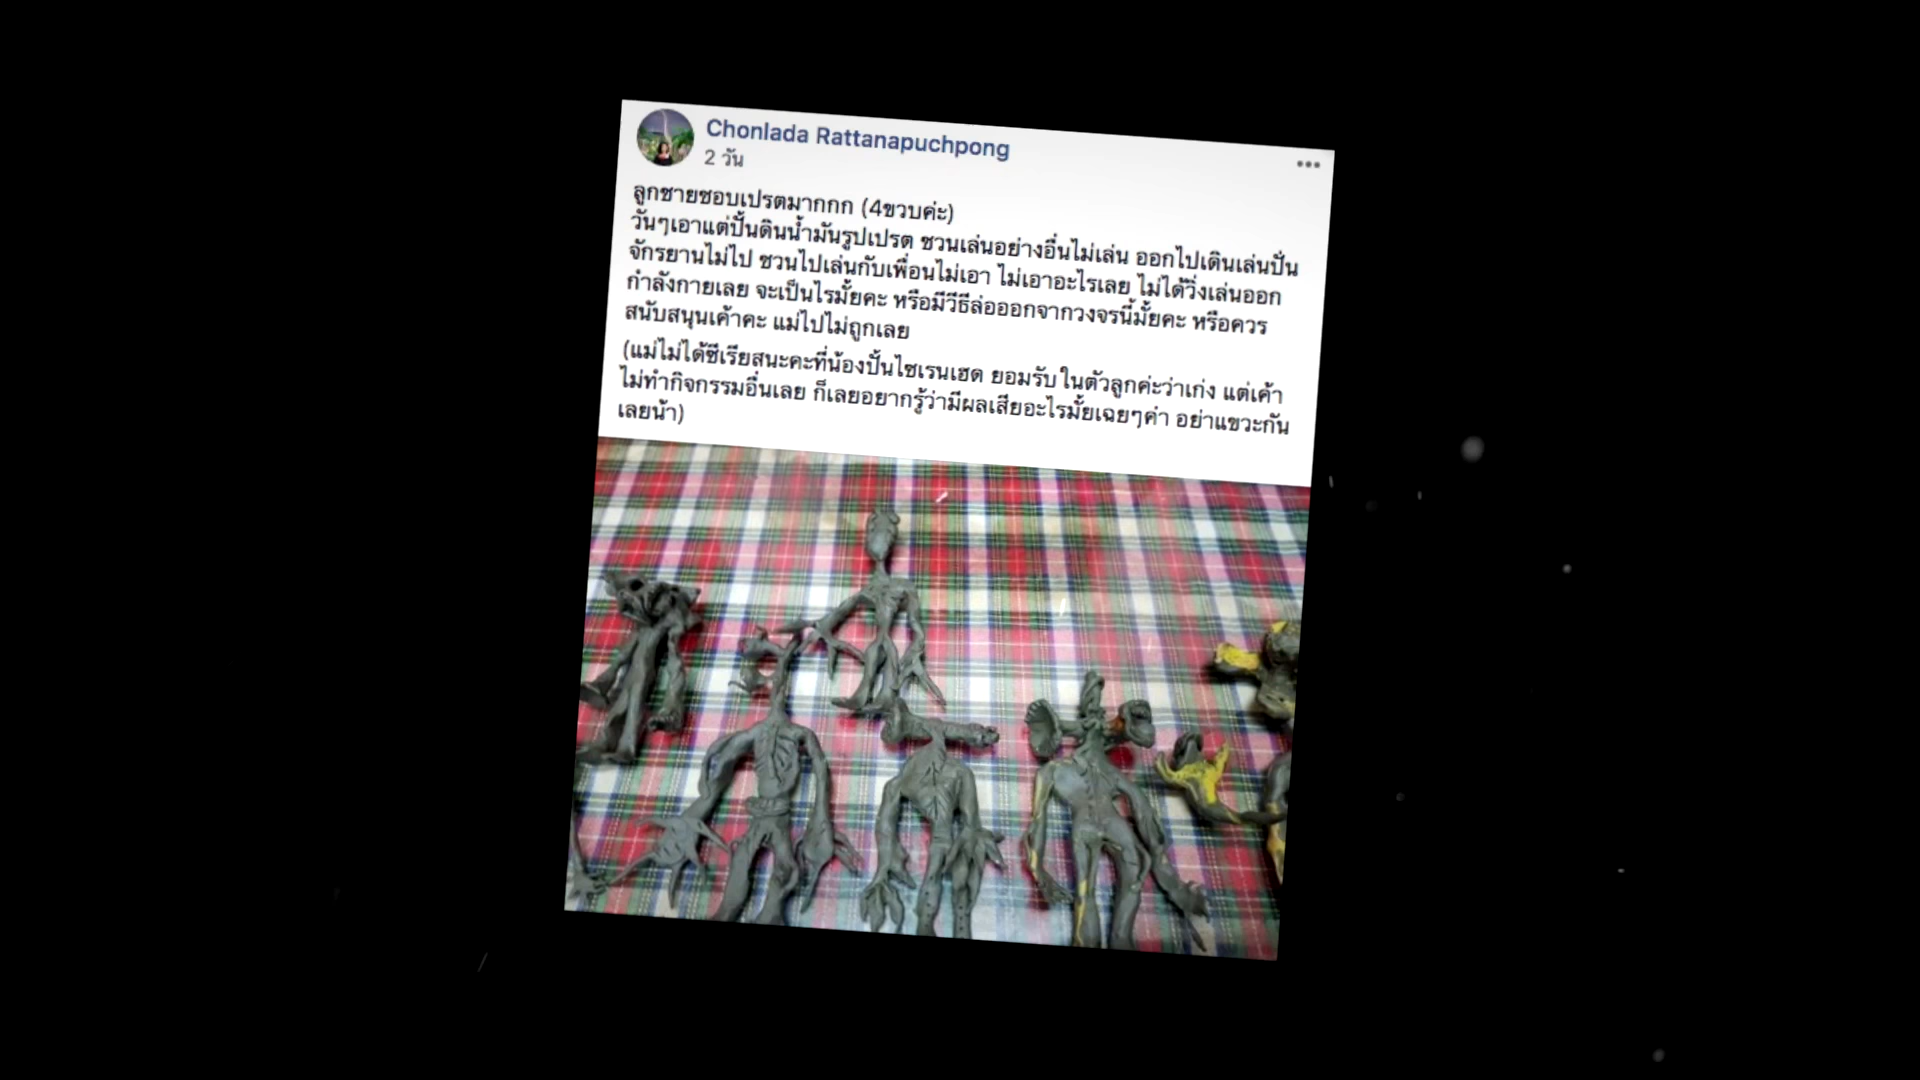 Chonlada Rattanapuchpong
2 วัน
ลูกชายชอบเปรตมากกก (4ขวบค่ะ)
วันๆเอาแต่ปั้นดินน้ำมันรูปเปรต ชวนเล่นอย่างอื่นไม่เล่น ออกไปเดินเล่นปั่น
จักรยานไม่ไป ชวนไปเล่นกับเพื่อนไม่เอา ไม่เอาอะไรเลย ไม่ได้วิ่งเล่นออก
กำลังกายเลย จะเป็นไรมั้ยคะ หรือมีวีธีล่อออกจากวงจรนี้มั้ยคะ หรือควร
สนับสนุนเค้าคะ แม่ไปไม่ถูกเลย
(แม่ไม่ได้ซีเรียสนะคะที่น้องปั้นไซเรนเฮด ยอมรับในตัวลูกค่ะว่าเก่ง แต่เค้า
ไม่ทำกิจกรรมอื่นเลย ก็เลยอยากรู้ว่ามีผลเสียอะไรมั้ยเฉยๆค่า อย่าแขวะกัน
เลยน้า)